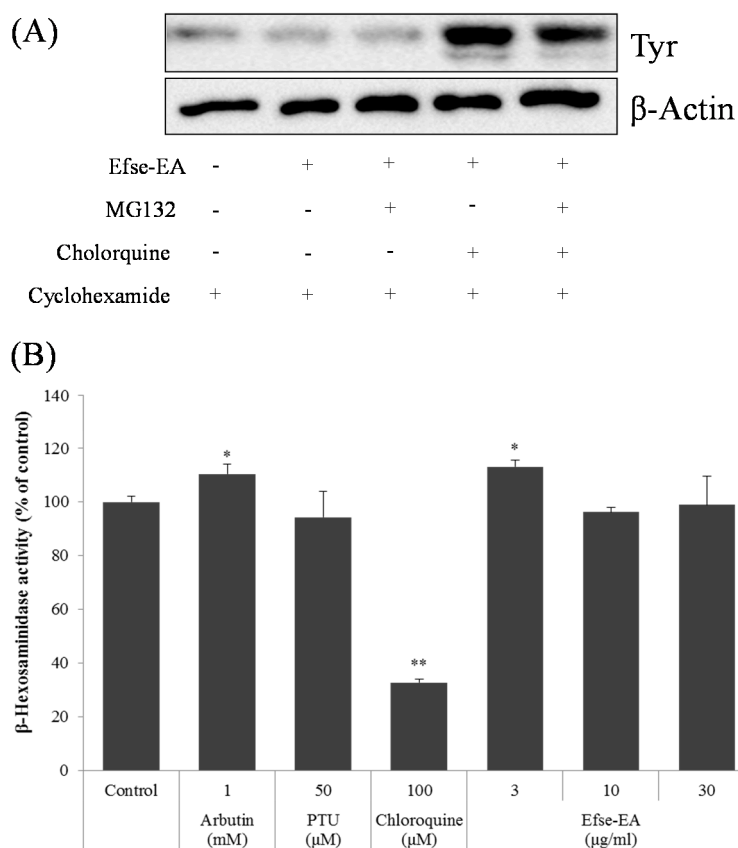 (A)
Tyr
β-Actin
Efse-EA - + + + +
MG132 - - + - +
Cholorquine - - - + +
Cyclohexamide + + + + +
(B)
β-Hexosaminidase activity (% of control)
140
120
100
80
60
40
20
0
* * **
Control 1 50 100 3 10 30
Arbutin PTU Chloroquine Efse-EA
(mM) (μM) (μM) (μg/ml)